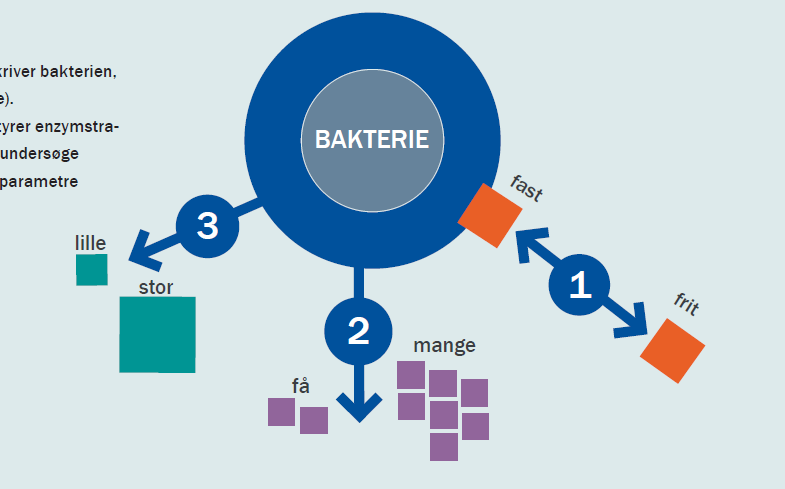 kriver bakterien,
e).
tyrer enzymstra-
undersøge
parametre
BAKTERIE
fast
3
lille
stor
1
frit
2
mange
få